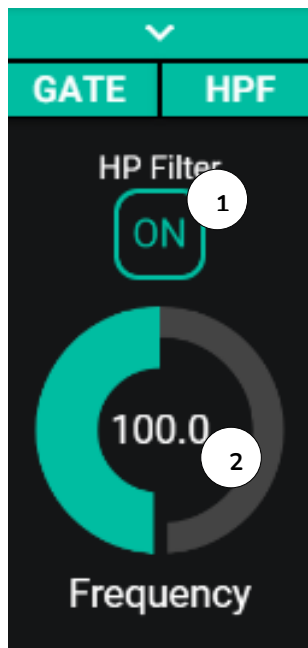 GATE HPF
HP Filter
1
ON
100.0
2
Frequency